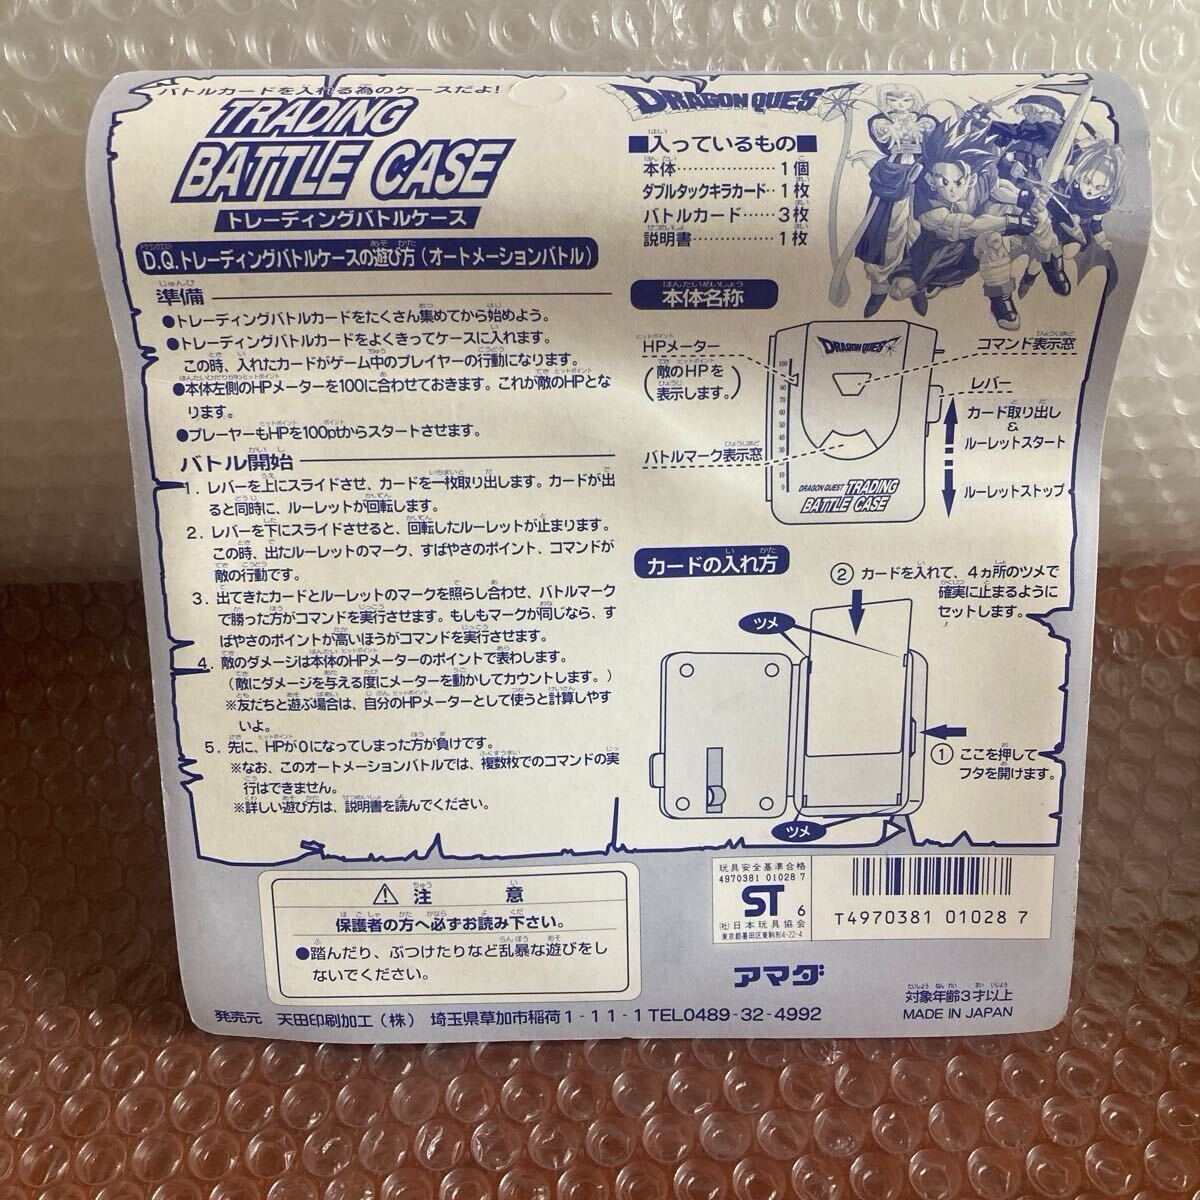 バトルカードを入れる為のケースだよ!
TRADING
BATTLE CASE
トレーディングバトルケース
D.Q.トレーディングバトルケースの遊び方(オートメーションバトル)
準備
●トレーディングバトルカードをたくさん集めてから始めよう。
●トレーディングバトルカードをよくきってケースに入れます。
この時、入れたカードがゲーム中のプレイヤーの行動になります。
●本体左側のHPメーターを100に合わせておきます。これが敵のHPとな
ります。
●プレーヤーもHPを100ptからスタートさせます。
バトル開始
1. レバーを上にスライドさせ、カードを一枚取り出します。カードが出
ると同時に、ルーレットが回転します。
2. レバーを下にスライドさせると、回転したルーレットが止まります。
この時、出たルーレットのマーク、すばやさのポイント、コマンドが
敵の行動です。
3. 出てきたカードとルーレットのマークを照らし合わせ、バトルマーク
で勝った方がコマンドを実行させます。もしもマークが同じなら、す
ばやさのポイントが高いほうがコマンドを実行させます。
4. 敵のダメージは本体のHPメーターのポイントで表わします。
(敵にダメージを与える度にメーターを動かしてカウントします。)
※友だちと遊ぶ場合は、自分のHPメーターとして使うと計算しやす
いよ。
5. 先に、HPが0になってしまった方が負けです。
※なお、このオートメーションバトルでは、複数枚でのコマンドの実
行はできません。
※詳しい遊び方は、説明書を読んでください。
DRAGON QUEST
■入っているもの■
本体………………1個
ダブルタックキラカード‥1枚
バトルカード……3枚
説明書……………1枚
本体名称
HPメーター
(敵のHPを
表示します。)
バトルマーク表示窓
コマンド表示窓
レバー
カード取り出し
&
ルーレットスタート
ルーレットストップ
DRAGON QUEST
100
90
80
70
60
50
40
30
20
10
0
DRAGON QUEST TRADING
BATTLE CASE
カードの入れ方
② カードを入れて、4ヵ所のツメで
確実に止まるように
セットします。
ツメ
① ここを押して
フタを開けます。
ツメ
⚠ 注意
保護者の方へ必ずお読み下さい。
●踏んだり、ぶつけたりなど乱暴な遊びをし
ないでください。
玩具安全基準合格
4970381 01028 7
ST 6
(社)日本玩具協会
東京都墨田区東駒形4-22-4
T4970381 01028 7
アマダ
対象年齢3才以上
MADE IN JAPAN
発売元 天田印刷加工(株) 埼玉県草加市稲荷1-11-1 TEL0489-32-4992